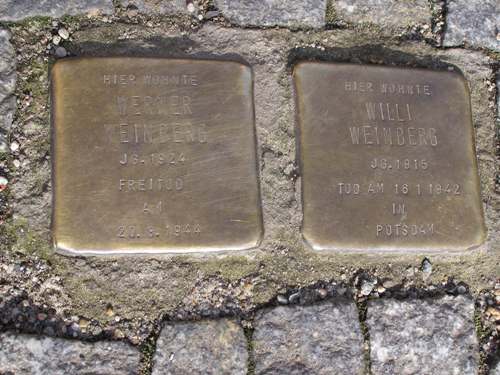 HIER WOHNTE
WERNER
WEINBERG
JG. 1924
FREITOD
AM
20. 8. 1944
HIER WOHNTE
WILLI
WEINBERG
JG. 1915
TOD AM 16 1 1942
IN
POTSDAM